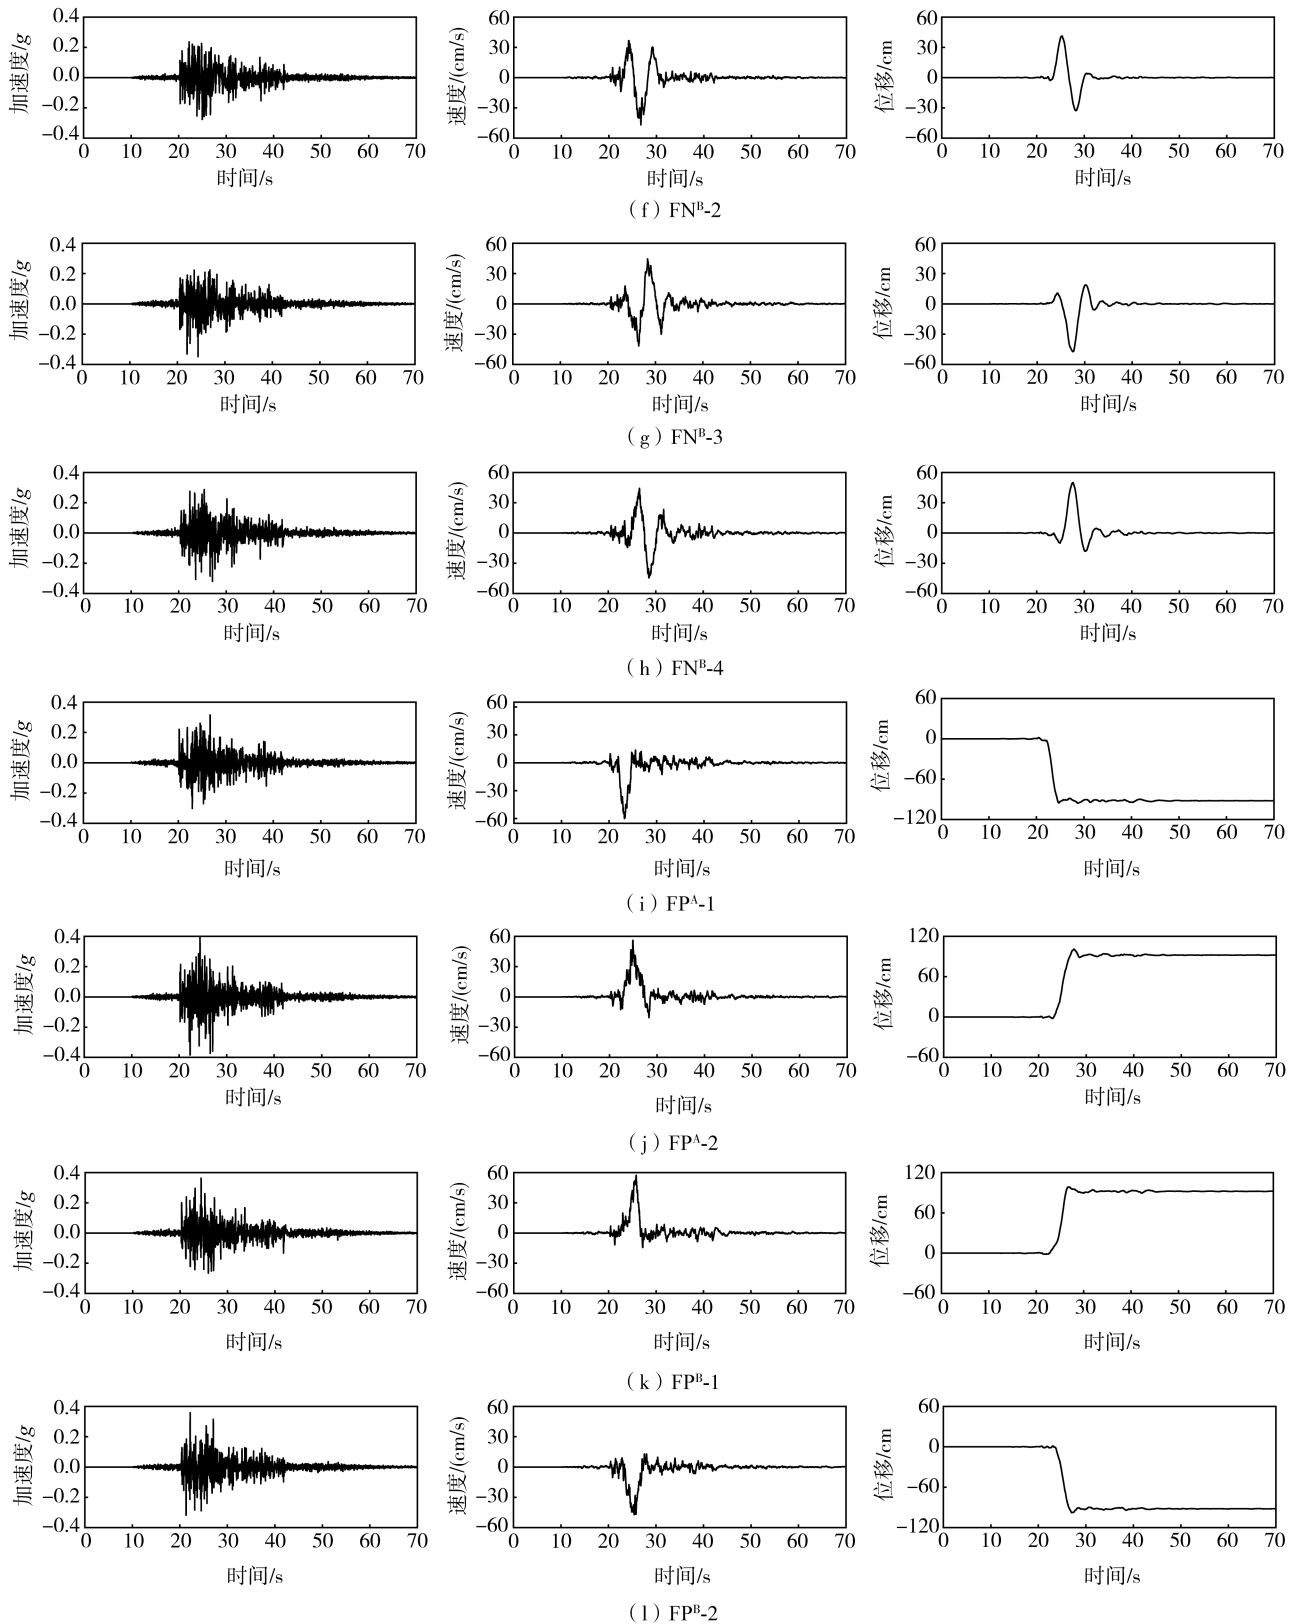 加速度/g 0.4 0.2 0.0 −0.2 −0.4 0 10 20 30 40 50 60 70 时间/s
速度/(cm/s) 60 30 0 −30 −60 0 10 20 30 40 50 60 70 时间/s
位移/cm 60 30 0 −30 −60 0 10 20 30 40 50 60 70 时间/s
(f) FNᴮ-2
加速度/g 0.4 0.2 0.0 −0.2 −0.4 0 10 20 30 40 50 60 70 时间/s
速度/(cm/s) 60 30 0 −30 −60 0 10 20 30 40 50 60 70 时间/s
位移/cm 60 30 0 −30 −60 0 10 20 30 40 50 60 70 时间/s
(g) FNᴮ-3
加速度/g 0.4 0.2 0.0 −0.2 −0.4 0 10 20 30 40 50 60 70 时间/s
速度/(cm/s) 60 30 0 −30 −60 0 10 20 30 40 50 60 70 时间/s
位移/cm 60 30 0 −30 −60 0 10 20 30 40 50 60 70 时间/s
(h) FNᴮ-4
加速度/g 0.4 0.2 0.0 −0.2 −0.4 0 10 20 30 40 50 60 70 时间/s
速度/(cm/s) 60 30 0 −30 −60 0 10 20 30 40 50 60 70 时间/s
位移/cm 60 0 −60 −120 0 10 20 30 40 50 60 70 时间/s
(i) FPᴬ-1
加速度/g 0.4 0.2 0.0 −0.2 −0.4 0 10 20 30 40 50 60 70 时间/s
速度/(cm/s) 60 30 0 −30 −60 0 10 20 30 40 50 60 70 时间/s
位移/cm 120 60 0 −60 0 10 20 30 40 50 60 70 时间/s
(j) FPᴬ-2
加速度/g 0.4 0.2 0.0 −0.2 −0.4 0 10 20 30 40 50 60 70 时间/s
速度/(cm/s) 60 30 0 −30 −60 0 10 20 30 40 50 60 70 时间/s
位移/cm 120 60 0 −60 0 10 20 30 40 50 60 70 时间/s
(k) FPᴮ-1
加速度/g 0.4 0.2 0.0 −0.2 −0.4 0 10 20 30 40 50 60 70 时间/s
速度/(cm/s) 60 30 0 −30 −60 0 10 20 30 40 50 60 70 时间/s
位移/cm 60 0 −60 −120 0 10 20 30 40 50 60 70 时间/s
(l) FPᴮ-2